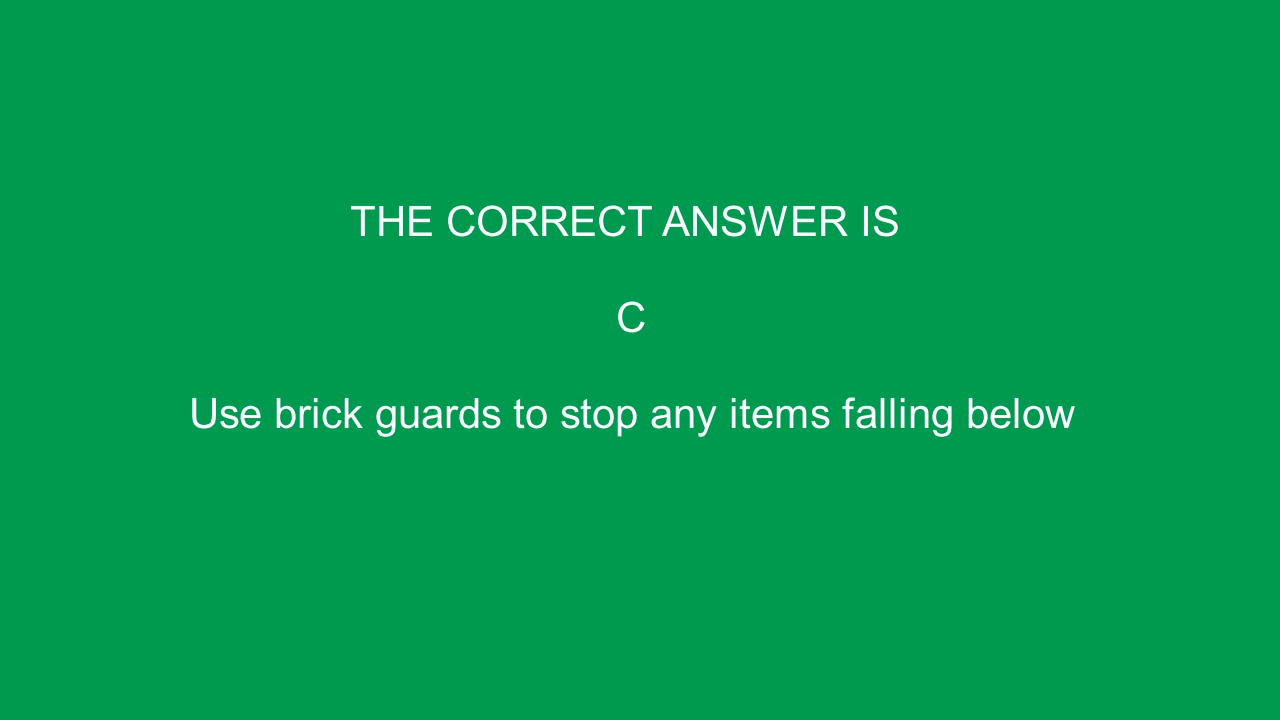 THE CORRECT ANSWER IS
C
Use brick guards to stop any items falling below